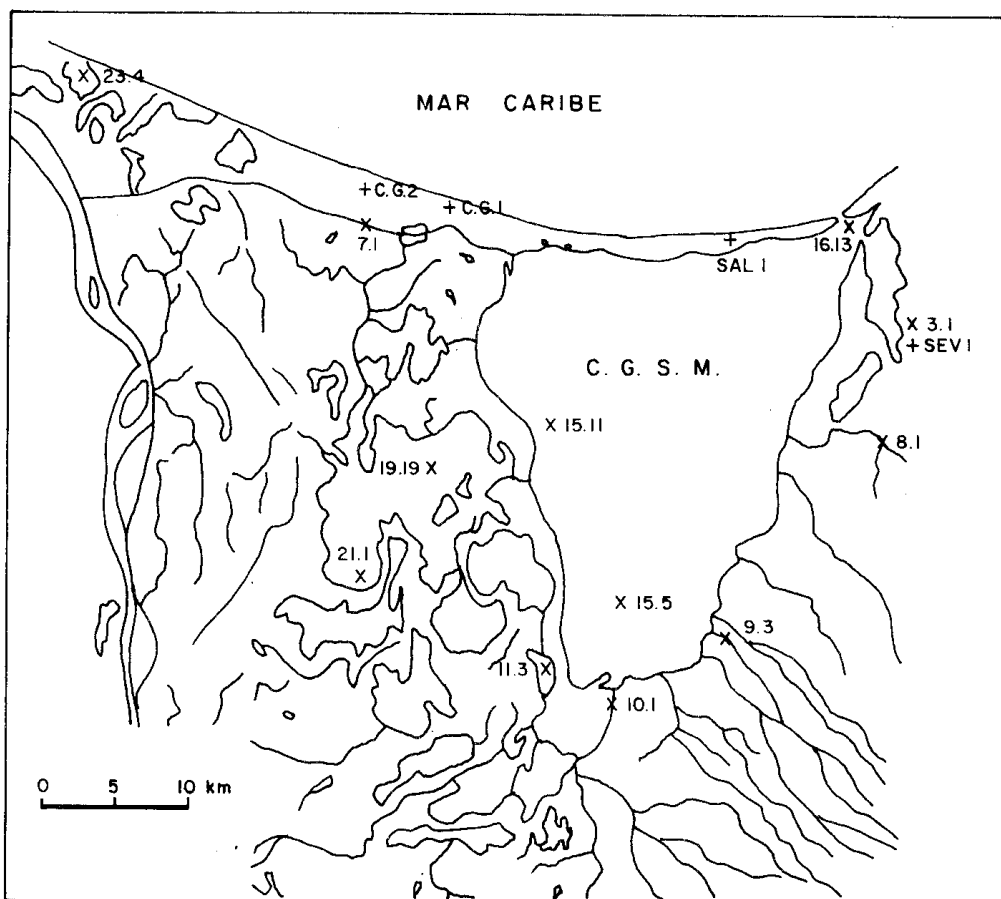 23.4
MAR CARIBE
+ C.G.2
+ C.G.1
X
7.1
+
SAL 1
X
16.13
X 3.1
+ SEV 1
C. G. S. M.
X 15.11
X 8.1
19.19 X
21.1
X
X 15.5
X 9.3
11.3 X
X 10.1
0 5 10 km